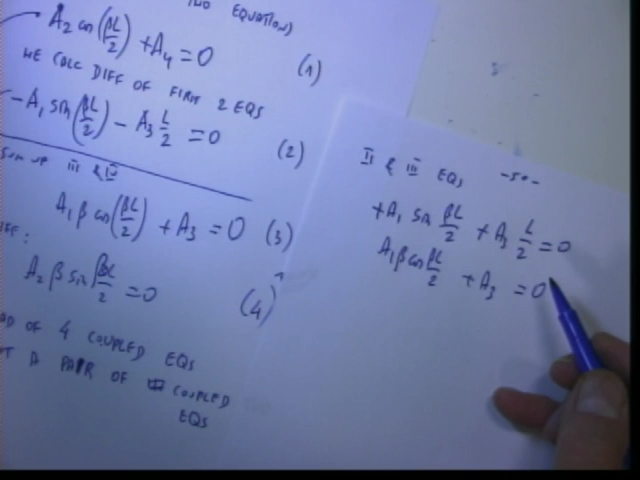 TWO EQUATIONS)
A₂ cos(βL/2) + A₄ = 0 (1)
WE CALC DIFF OF FIRST 2 EQS
-A₁ sin(βL/2) - A₃ L/2 = 0 (2)
SUM UP III & IV
A₁ β cos(βL/2) + A₃ = 0 (3)
DIFF:
A₂ β sin βL/2 = 0 (4)
OF 4 COUPLED EQS
A PAIR OF COUPLED
EQS
II & III EQS -50-
+A₁ sin βL/2 + A₃ L/2 = 0
A₁ β cos βL/2 + A₃ = 0